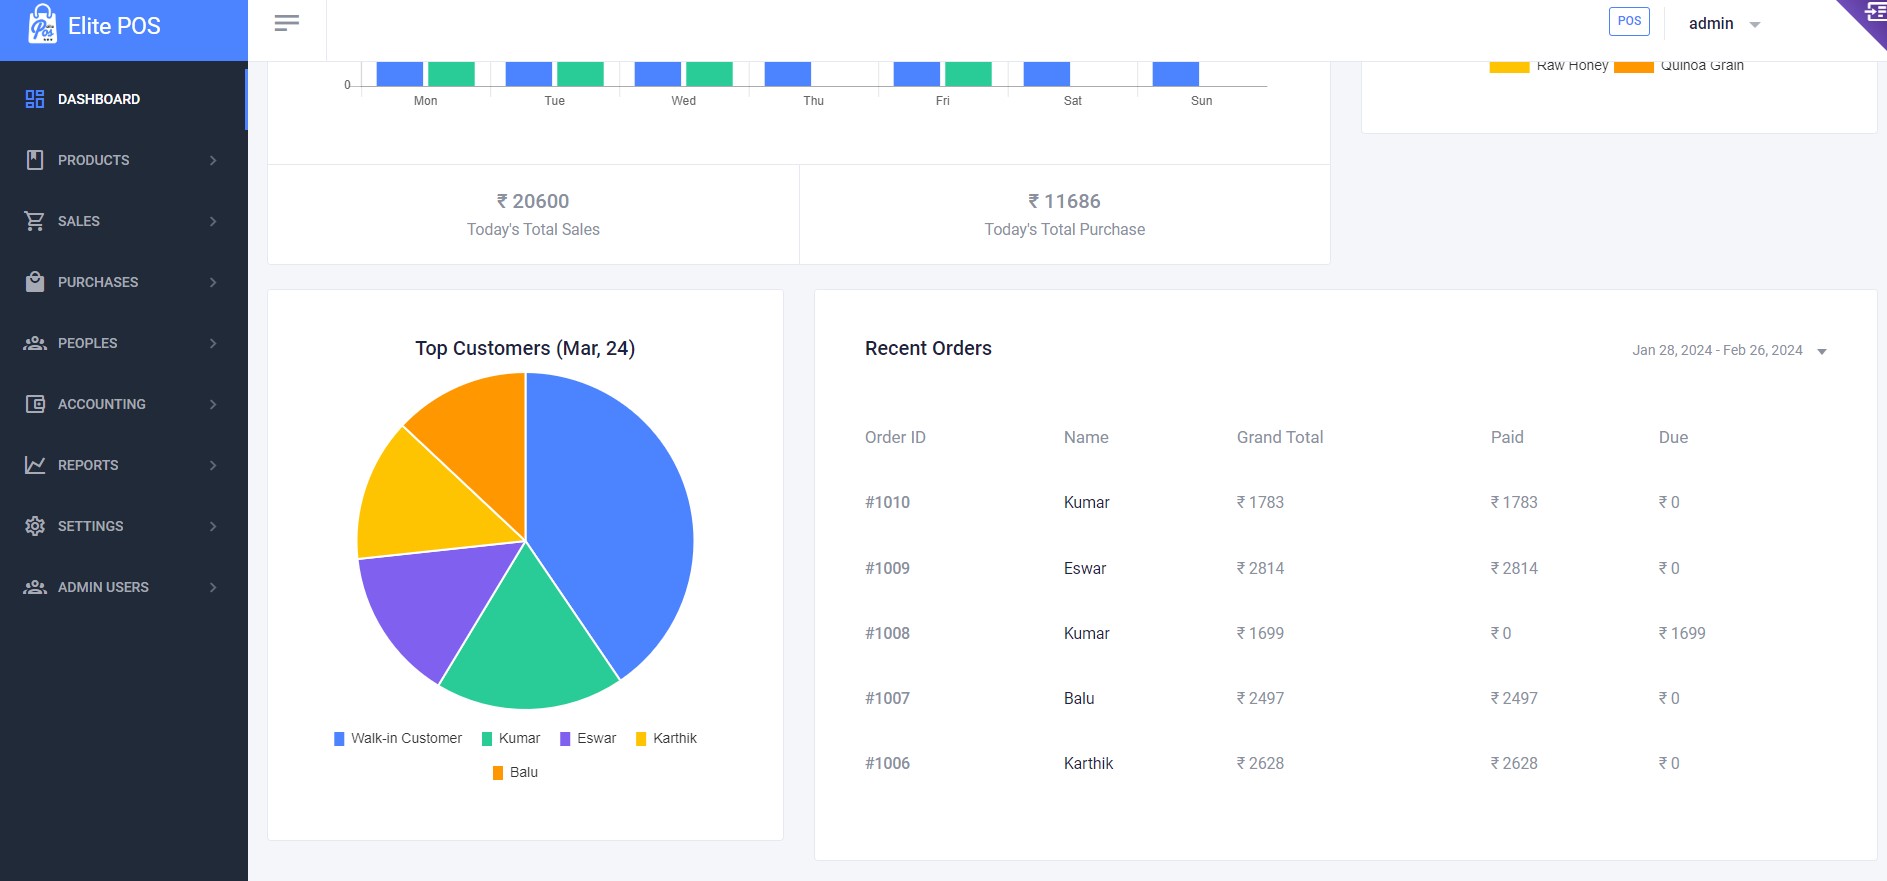 Pos
Elite POS
POS
admin
DASHBOARD
PRODUCTS
SALES
PURCHASES
PEOPLES
ACCOUNTING
REPORTS
SETTINGS
ADMIN USERS
0
Mon Tue Wed Thu Fri Sat Sun
Raw Honey Quinoa Grain
₹ 20600
Today's Total Sales
₹ 11686
Today's Total Purchase
Top Customers (Mar, 24)
Walk-in Customer Kumar Eswar Karthik
Balu
Recent Orders
Jan 28, 2024 - Feb 26, 2024
Order ID Name Grand Total Paid Due
#1010 Kumar ₹ 1783 ₹ 1783 ₹ 0
#1009 Eswar ₹ 2814 ₹ 2814 ₹ 0
#1008 Kumar ₹ 1699 ₹ 0 ₹ 1699
#1007 Balu ₹ 2497 ₹ 2497 ₹ 0
#1006 Karthik ₹ 2628 ₹ 2628 ₹ 0